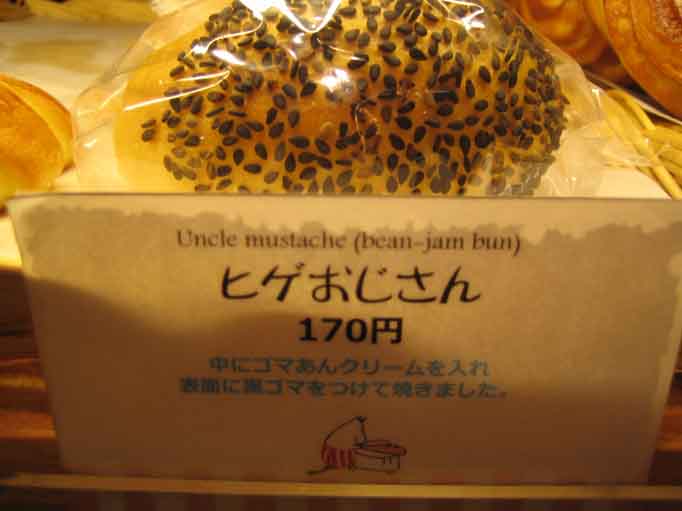 Uncle mustache (bean-jam bun)
ヒゲおじさん
170円
中にゴマあんクリームを入れ
表面に黒ゴマをつけて焼きました。